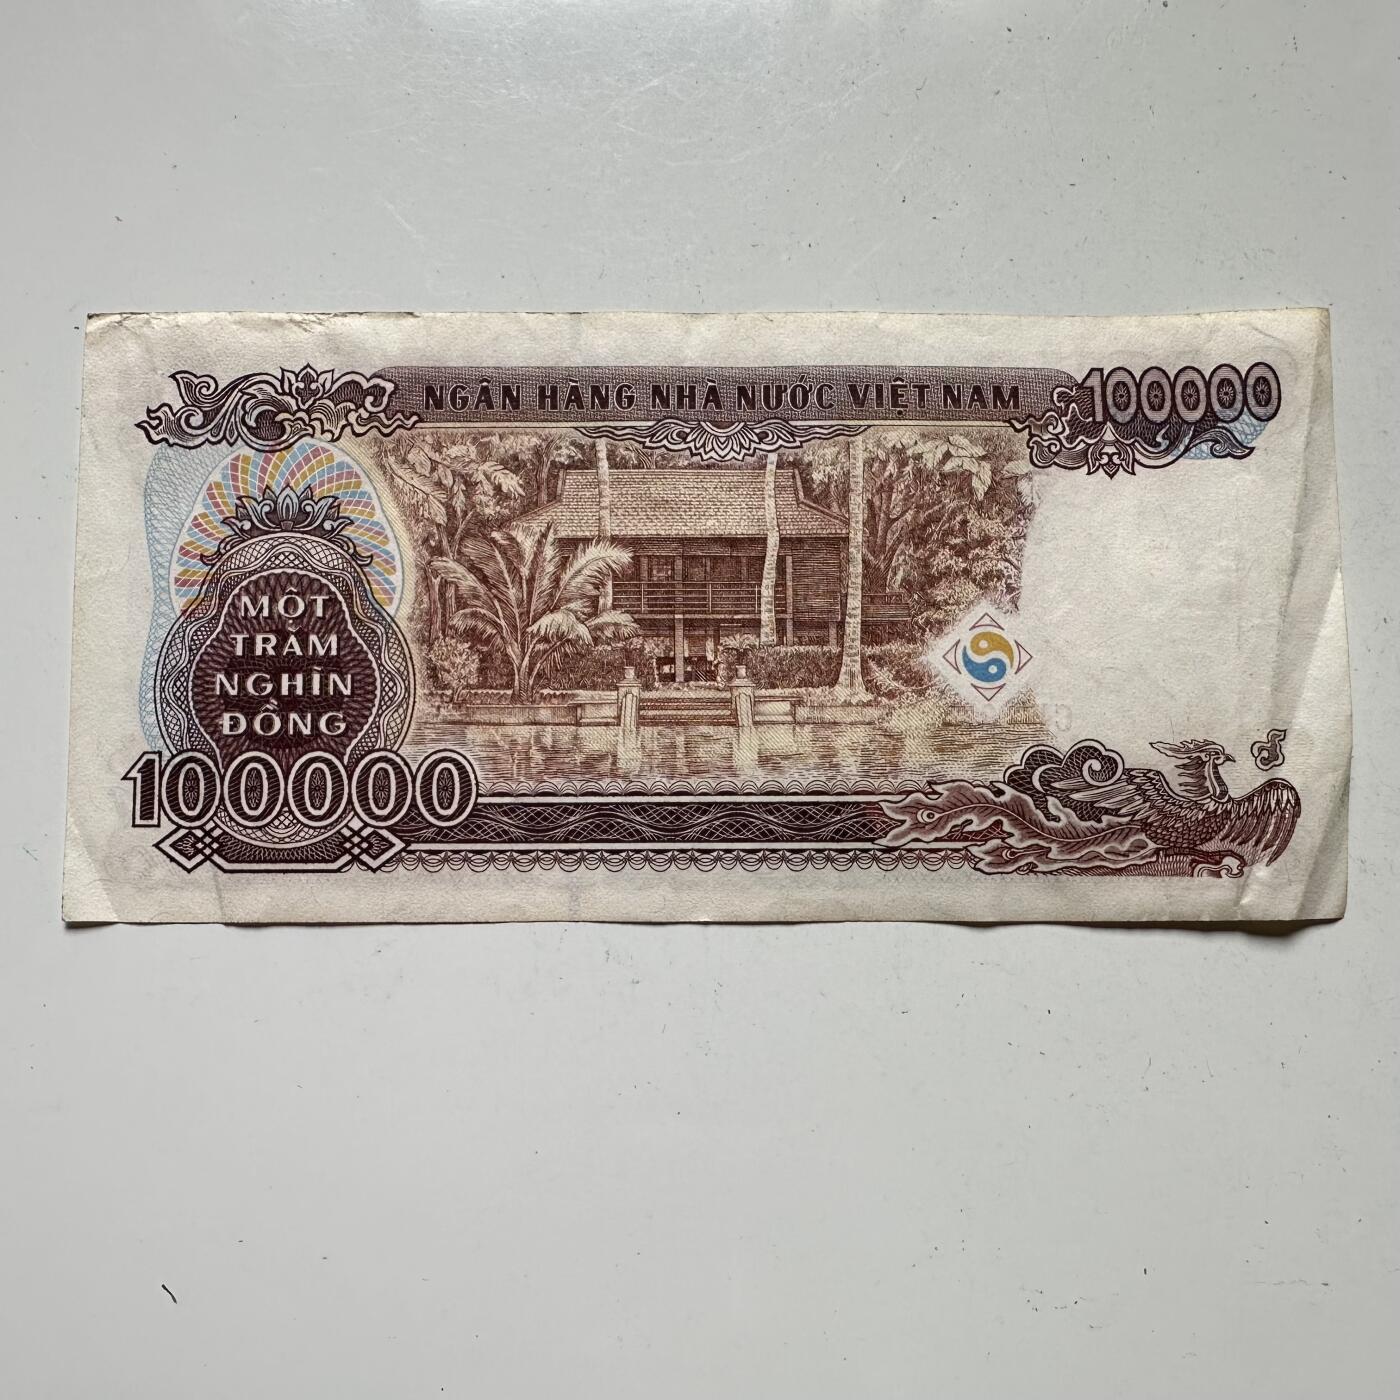 NGÂN HÀNG NHÀ NƯỚC VIỆT NAM
100000
MỘT
TRĂM
NGHÌN
ĐỒNG
100000